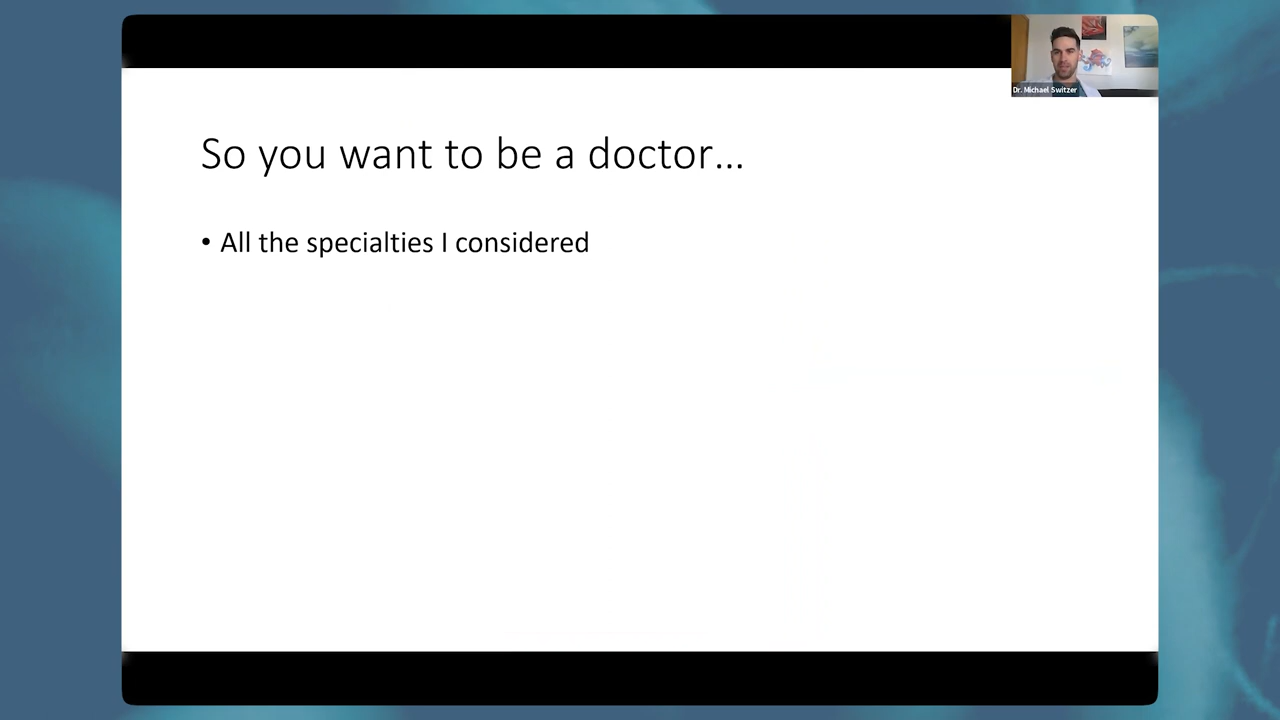 Dr. Michael Switzer
So you want to be a doctor...
• All the specialties I considered